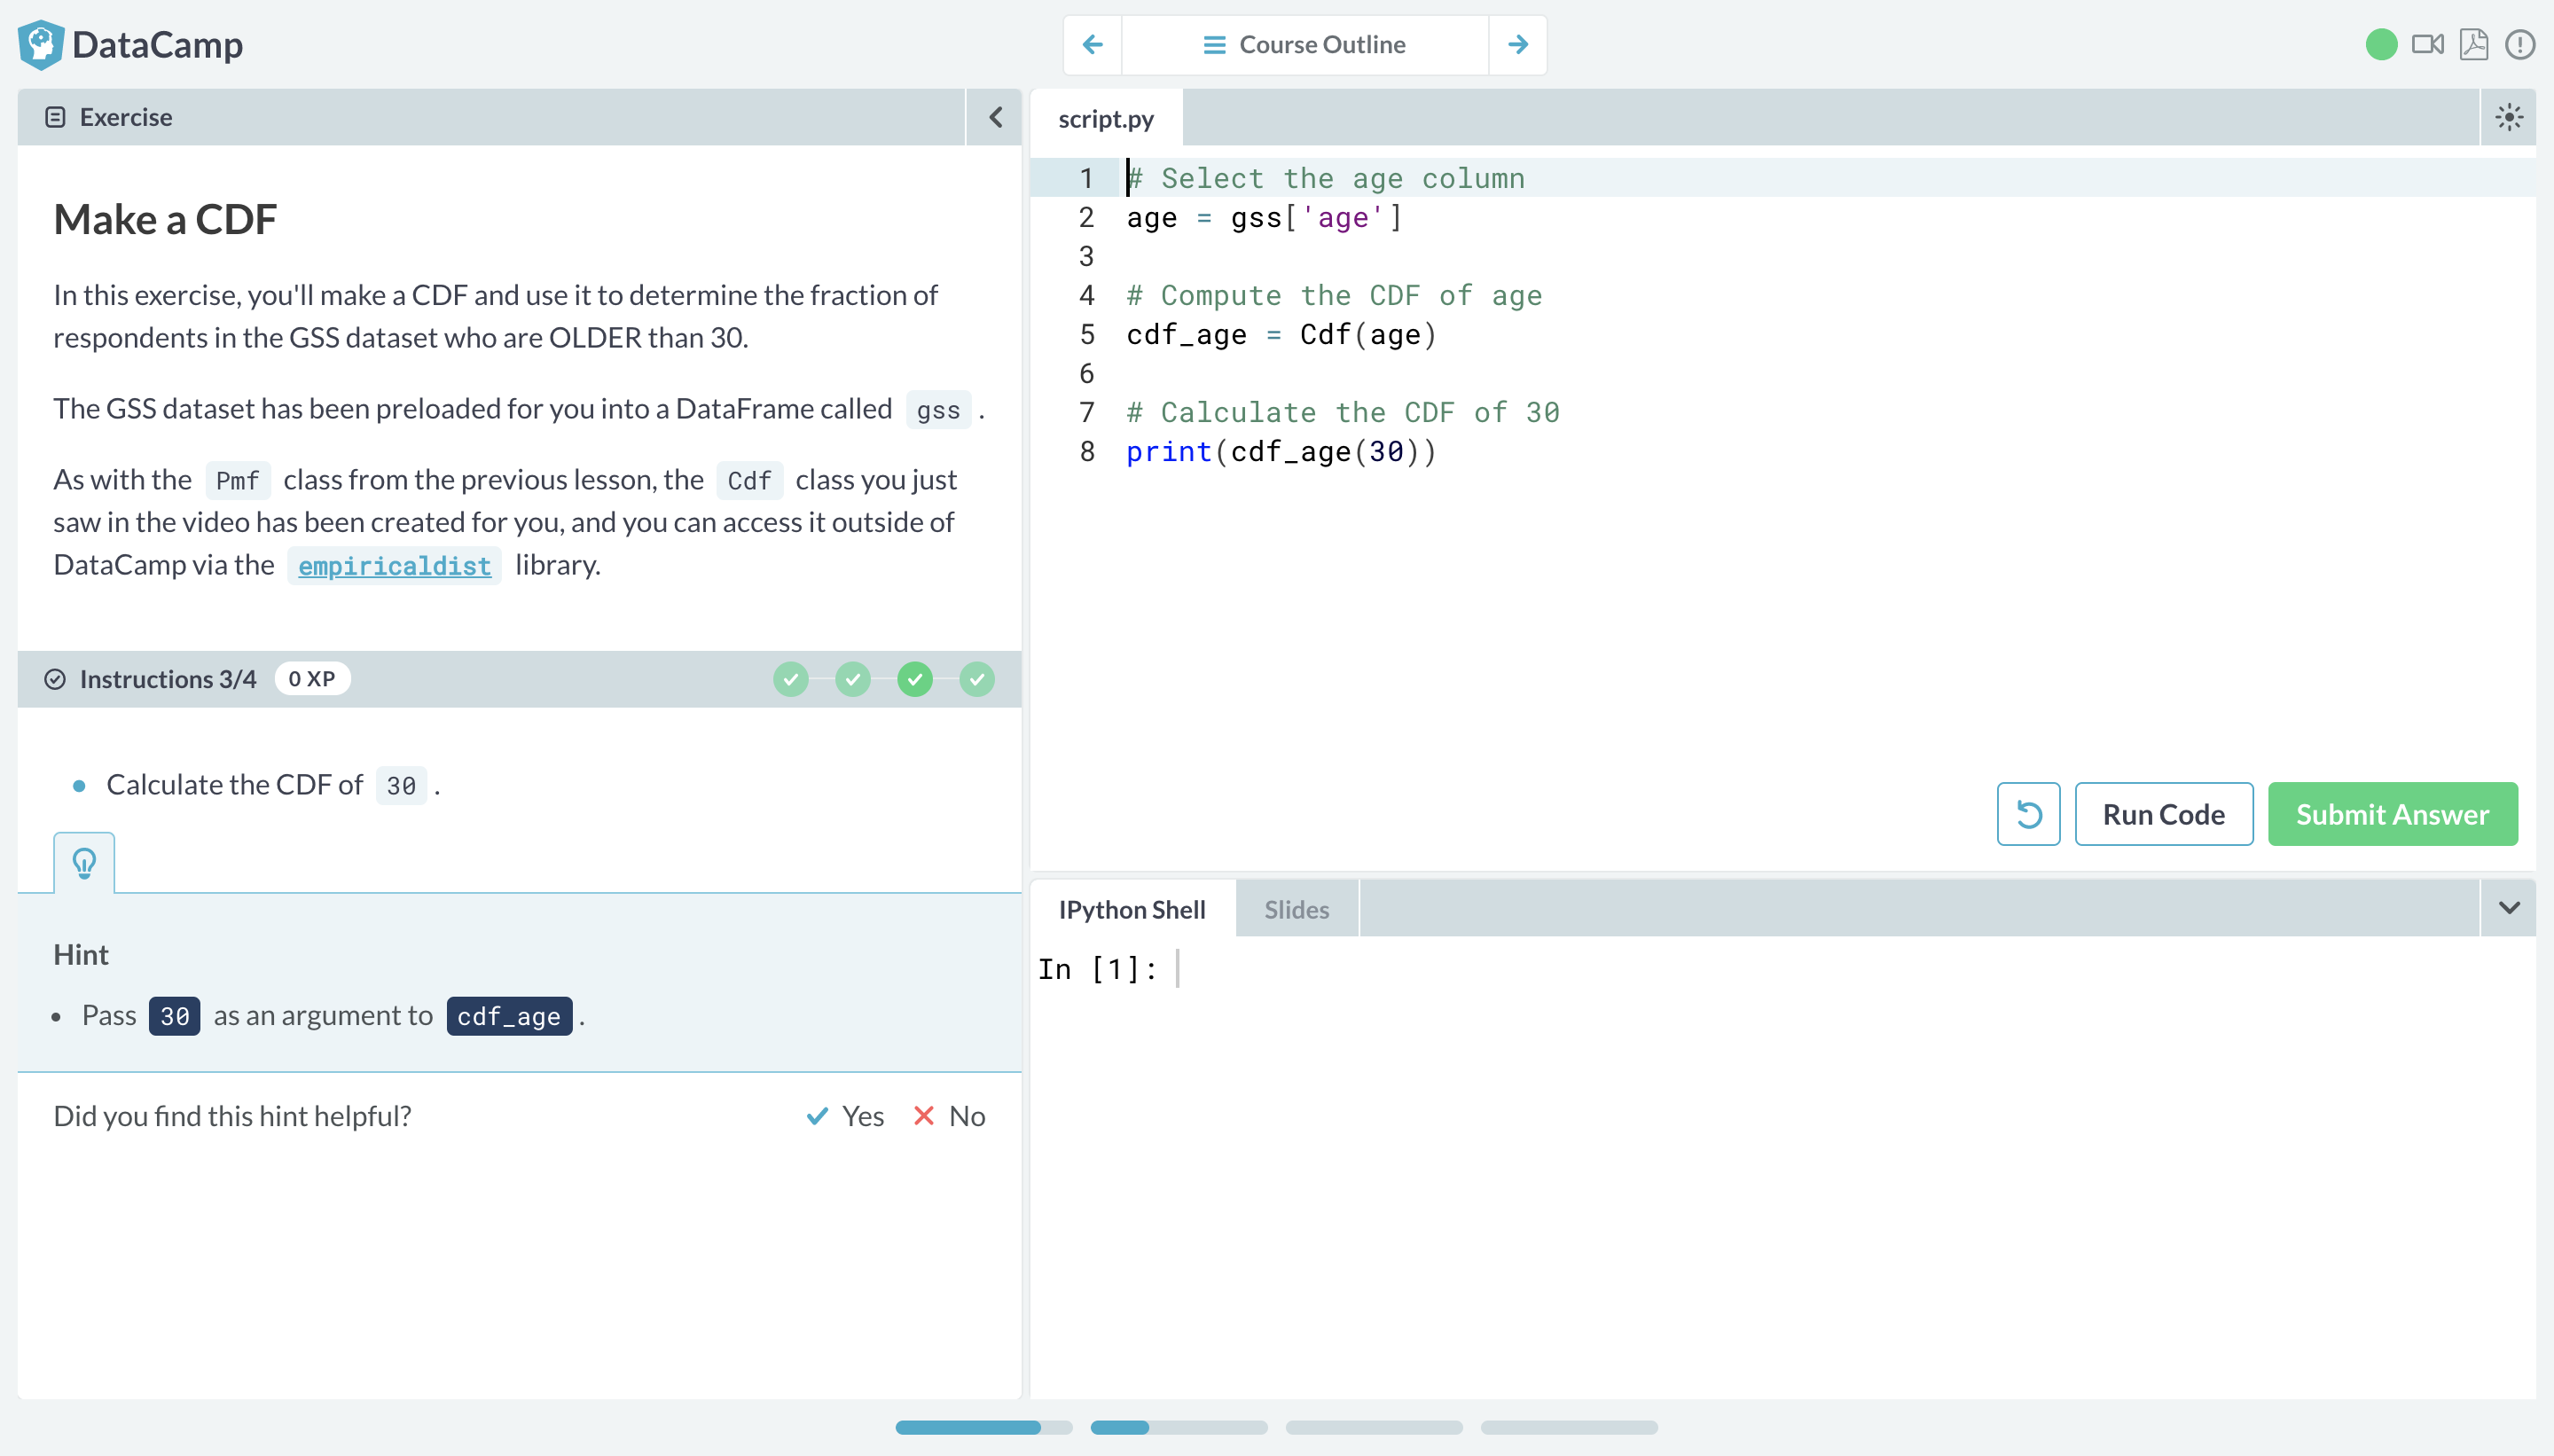 DataCamp
Course Outline
Exercise
Make a CDF
In this exercise, you'll make a CDF and use it to determine the fraction of
respondents in the GSS dataset who are OLDER than 30.
The GSS dataset has been preloaded for you into a DataFrame called gss .
As with the Pmf class from the previous lesson, the Cdf class you just
saw in the video has been created for you, and you can access it outside of
DataCamp via the empiricaldist library.
Instructions 3/4 0 XP
Calculate the CDF of 30 .
Hint
Pass 30 as an argument to cdf_age .
Did you find this hint helpful? Yes No
script.py
1 # Select the age column
2 age = gss['age']
3
4 # Compute the CDF of age
5 cdf_age = Cdf(age)
6
7 # Calculate the CDF of 30
8 print(cdf_age(30))
Run Code Submit Answer
IPython Shell Slides
In [1]: